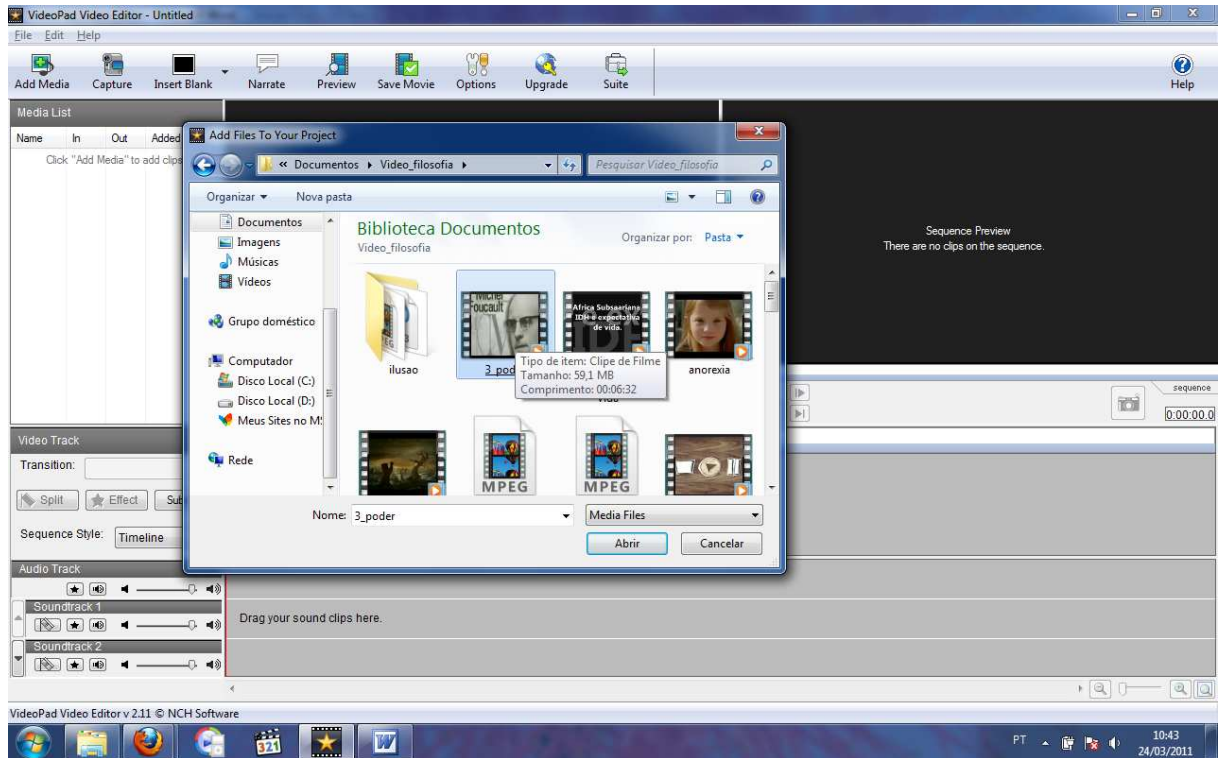 VideoPad Video Editor - Untitled
File Edit Help
Add Media Capture Insert Blank Narrate Preview Save Movie Options Upgrade Suite Help
Media List
Name In Out Added
Click "Add Media" to add clips
Add Files To Your Project
« Documentos Video_filosofia
Pesquisar Video_filosofia
Organizar Nova pasta
Documentos
Imagens
Músicas
Vídeos
Grupo doméstico
Computador
Disco Local (C:)
Disco Local (D:)
Meus Sites no M:
Rede
Biblioteca Documentos
Video_filosofia
Organizar por: Pasta
Michel
Foucault
Africa Subsaariana
IDH e expectativa
de vida.
ilusao
3_pod
anorexia
Tipo de item: Clipe de Filme
Tamanho: 59,1 MB
Comprimento: 00:06:32
MPEG
MPEG
Nome: 3_poder
Media Files
Abrir Cancelar
Sequence Preview
There are no clips on the sequence.
sequence
0:00:00.0
Video Track
Transition:
Split Effect Sub
Sequence Style: Timeline
Audio Track
Soundtrack 1
Drag your sound clips here.
Soundtrack 2
VideoPad Video Editor v 2.11 © NCH Software
321
PT
10:43
24/03/2011